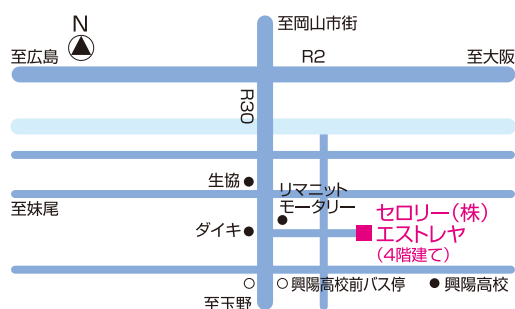 N
至岡山市街
至広島
R2
至大阪
R30
生協
リマニット
モータリー
至妹尾
セロリー(株)
エストレヤ
(4階建て)
ダイキ
興陽高校前バス停
興陽高校
至玉野